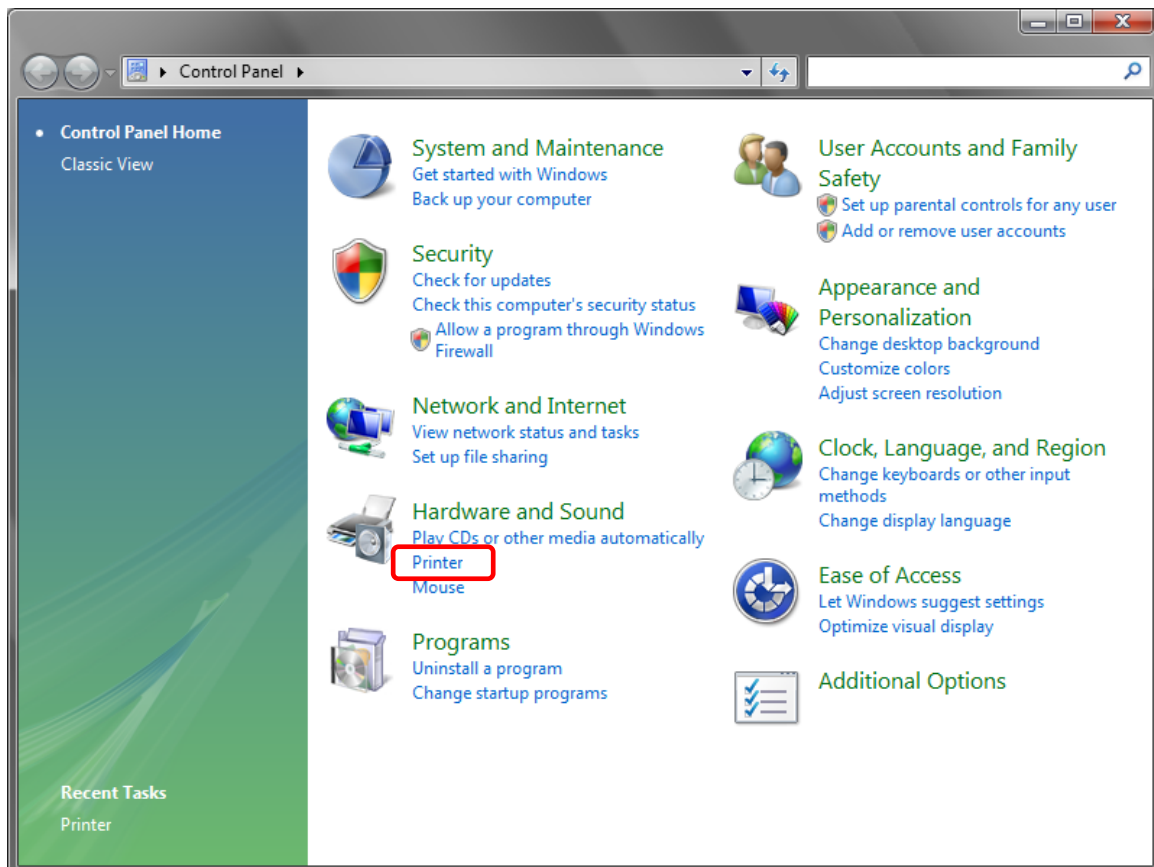 Control Panel
Control Panel Home
Classic View
System and Maintenance
Get started with Windows
Back up your computer
Security
Check for updates
Check this computer's security status
Allow a program through Windows
Firewall
Network and Internet
View network status and tasks
Set up file sharing
Hardware and Sound
Play CDs or other media automatically
Printer
Mouse
Programs
Uninstall a program
Change startup programs
User Accounts and Family
Safety
Set up parental controls for any user
Add or remove user accounts
Appearance and
Personalization
Change desktop background
Customize colors
Adjust screen resolution
Clock, Language, and Region
Change keyboards or other input
methods
Change display language
Ease of Access
Let Windows suggest settings
Optimize visual display
Additional Options
Recent Tasks
Printer